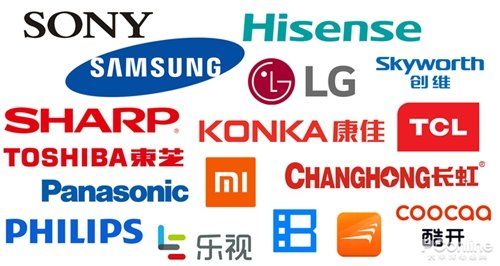 SONY
Hisense
SAMSUNG
LG
Skyworth
创维
SHARP
KONKA 康佳
TCL
TOSHIBA 東芝
Panasonic
MI
CHANGHONG 长虹
PHILIPS
乐视
coocaa
酷开
PConline